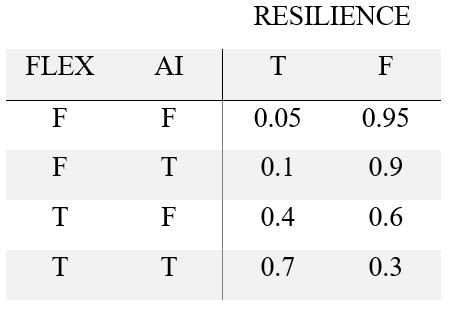 RESILIENCE
FLEX AI T F
F F 0.05 0.95
F T 0.1 0.9
T F 0.4 0.6
T T 0.7 0.3